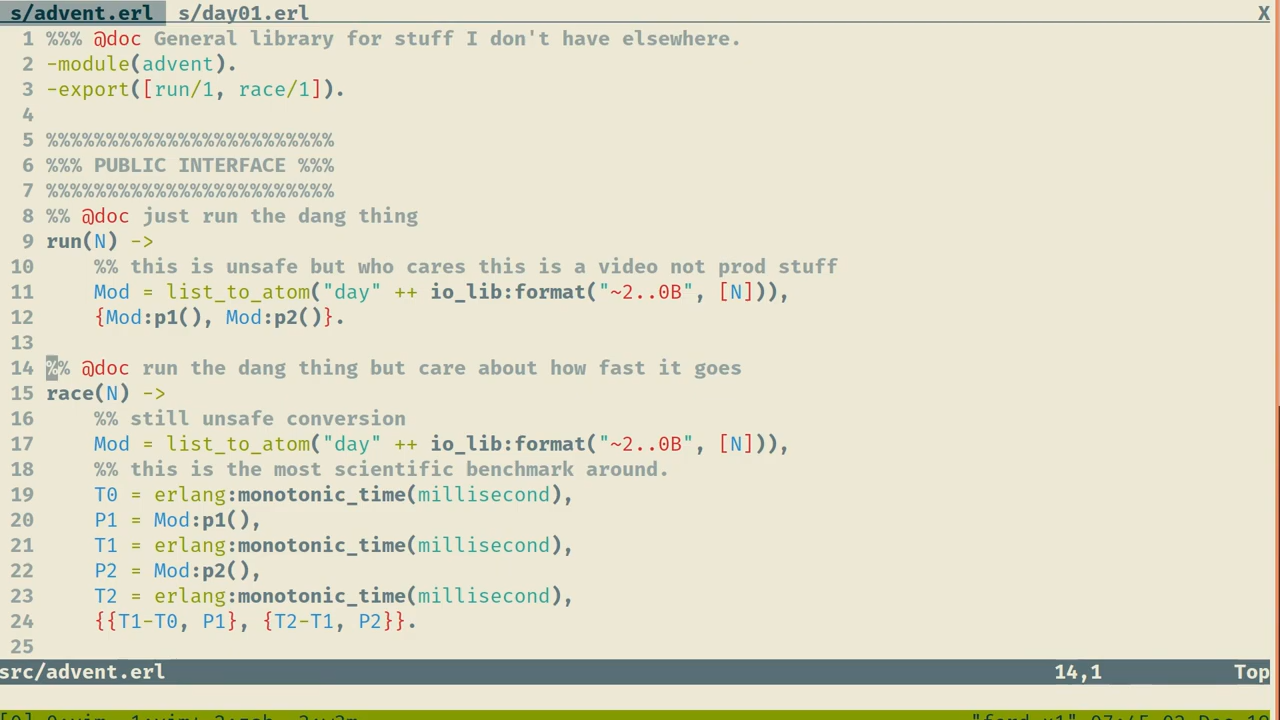 s/advent.erl s/day01.erl X
1 %%% @doc General library for stuff I don't have elsewhere.
2 -module(advent).
3 -export([run/1, race/1]).
4
5 %%%%%%%%%%%%%%%%%%%%%%%%
6 %%% PUBLIC INTERFACE %%%
7 %%%%%%%%%%%%%%%%%%%%%%%%
8 %% @doc just run the dang thing
9 run(N) ->
10     %% this is unsafe but who cares this is a video not prod stuff
11     Mod = list_to_atom("day" ++ io_lib:format("~2..0B", [N])),
12     {Mod:p1(), Mod:p2()}.
13
14 %% @doc run the dang thing but care about how fast it goes
15 race(N) ->
16     %% still unsafe conversion
17     Mod = list_to_atom("day" ++ io_lib:format("~2..0B", [N])),
18     %% this is the most scientific benchmark around.
19     T0 = erlang:monotonic_time(millisecond),
20     P1 = Mod:p1(),
21     T1 = erlang:monotonic_time(millisecond),
22     P2 = Mod:p2(),
23     T2 = erlang:monotonic_time(millisecond),
24     {{T1-T0, P1}, {T2-T1, P2}}.
25
src/advent.erl 14,1 Top